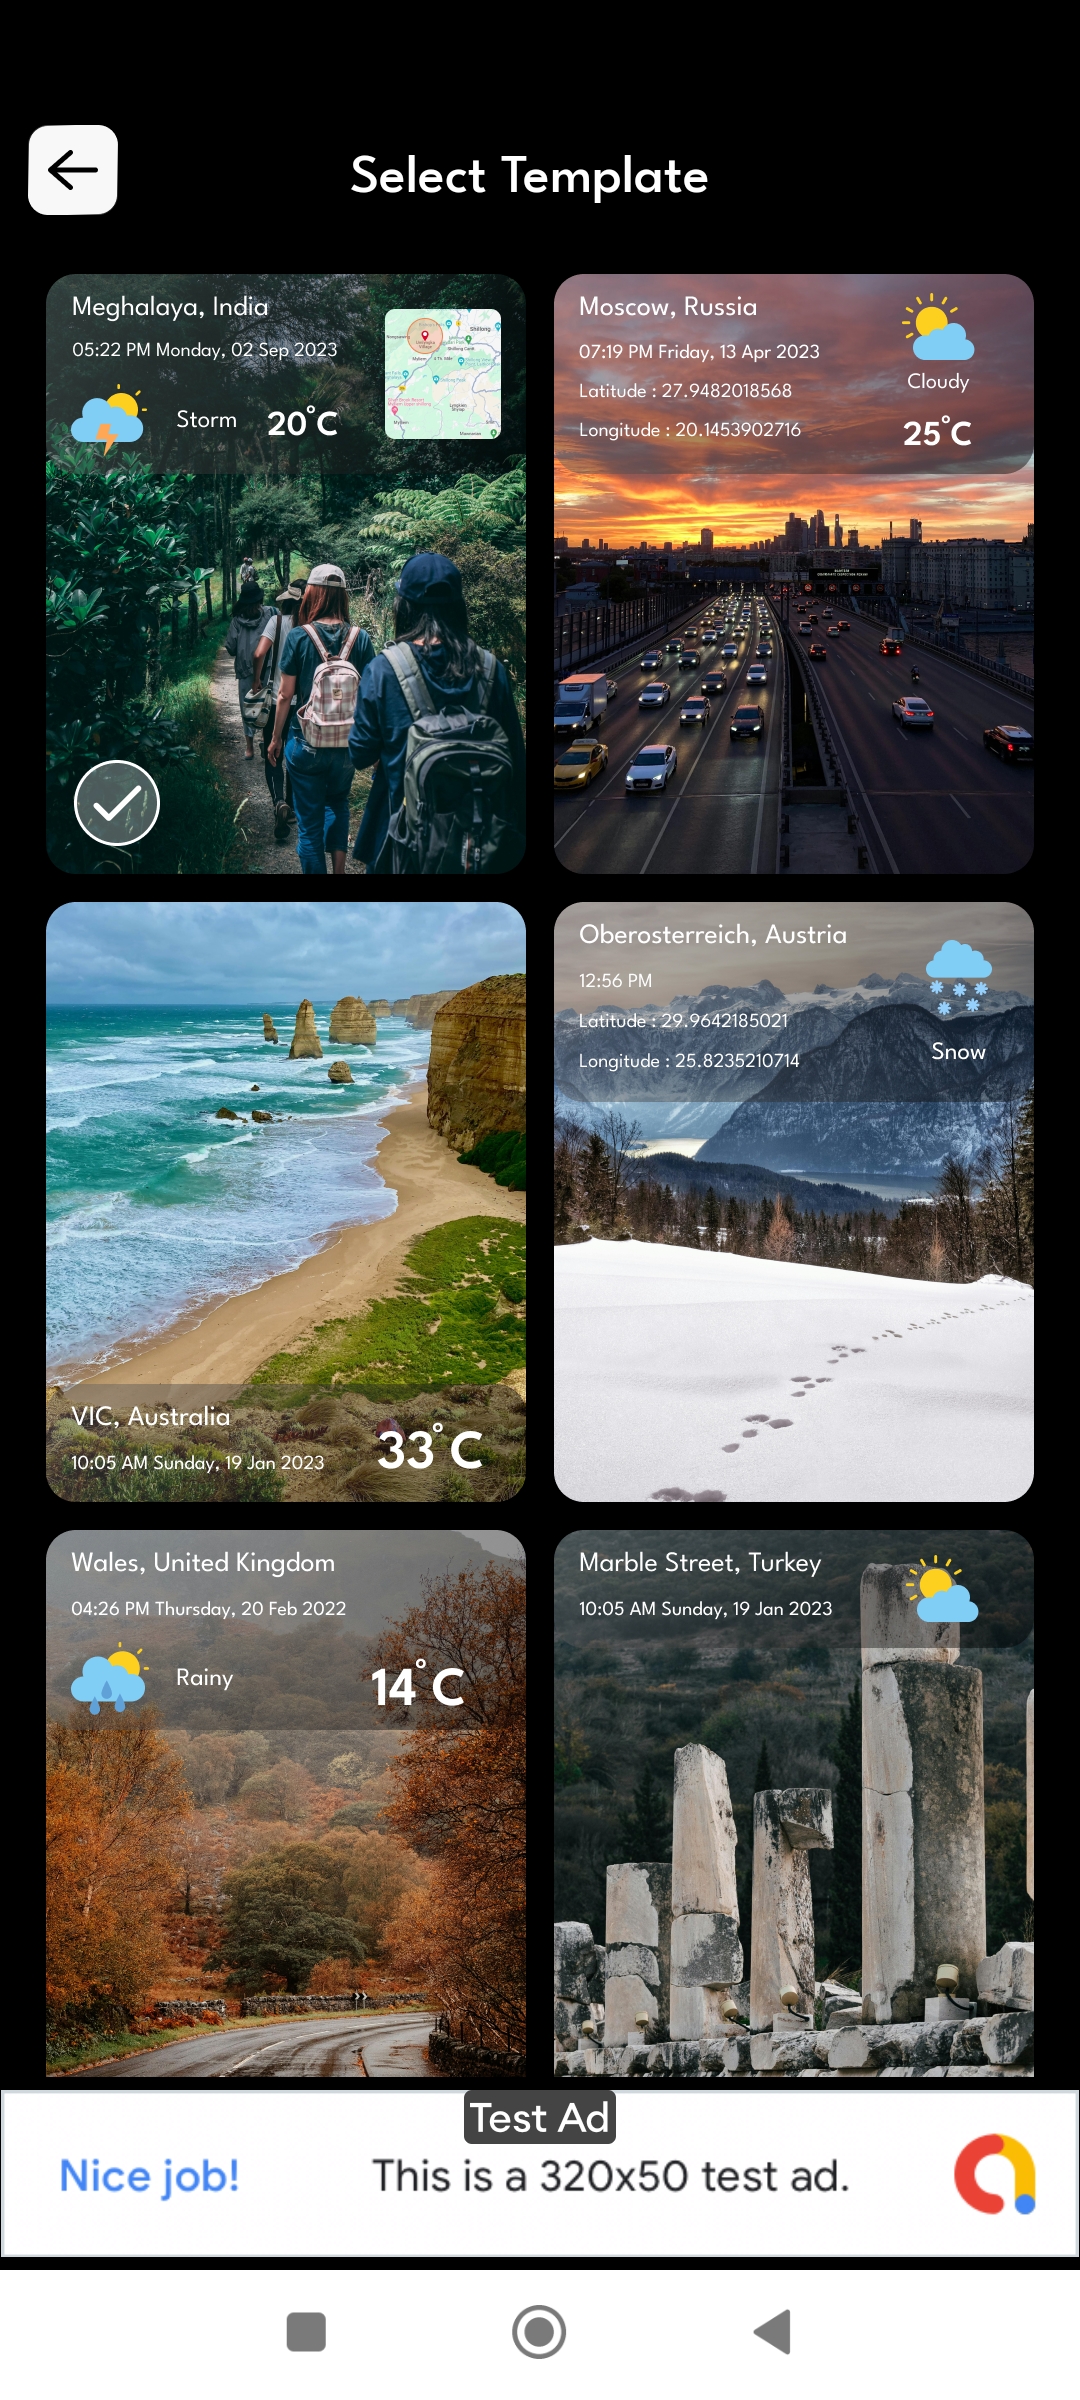 Select Template
Meghalaya, India
05:22 PM Monday, 02 Sep 2023
Storm 20°C
Shillong
Mylliem
Moscow, Russia
07:19 PM Friday, 13 Apr 2023
Latitude : 27.9482018568
Longitude : 20.1453902716
Cloudy
25°C
VIC, Australia
10:05 AM Sunday, 19 Jan 2023
33°C
Oberosterreich, Austria
12:56 PM
Latitude : 29.9642185021
Longitude : 25.8235210714
Snow
Wales, United Kingdom
04:26 PM Thursday, 20 Feb 2022
Rainy 14°C
Marble Street, Turkey
10:05 AM Sunday, 19 Jan 2023
Test Ad
Nice job! This is a 320x50 test ad.